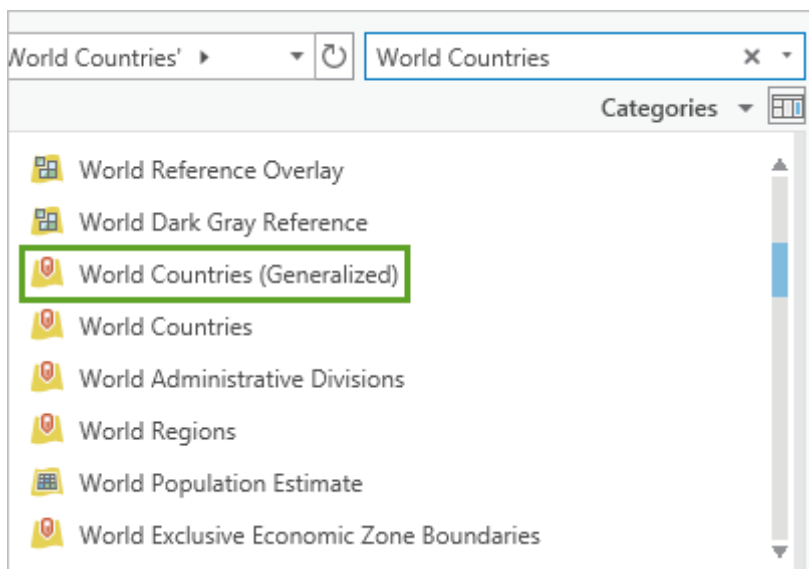 World Countries' ▸
World Countries
Categories
World Reference Overlay
World Dark Gray Reference
World Countries (Generalized)
World Countries
World Administrative Divisions
World Regions
World Population Estimate
World Exclusive Economic Zone Boundaries